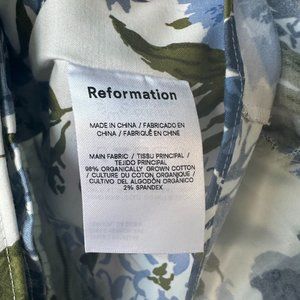 Reformation
MADE IN CHINA / FABRICADO EN
CHINA / FABRIQUÉ EN CHINE
MAIN FABRIC / TISSU PRINCIPAL /
TEJIDO PRINCIPAL
98% ORGANICALLY GROWN COTTON
/ CULTURE DU COTON ORGANIQUE /
CULTIVO DEL ALGODÓN ORGÁNICO
2% SPANDEX